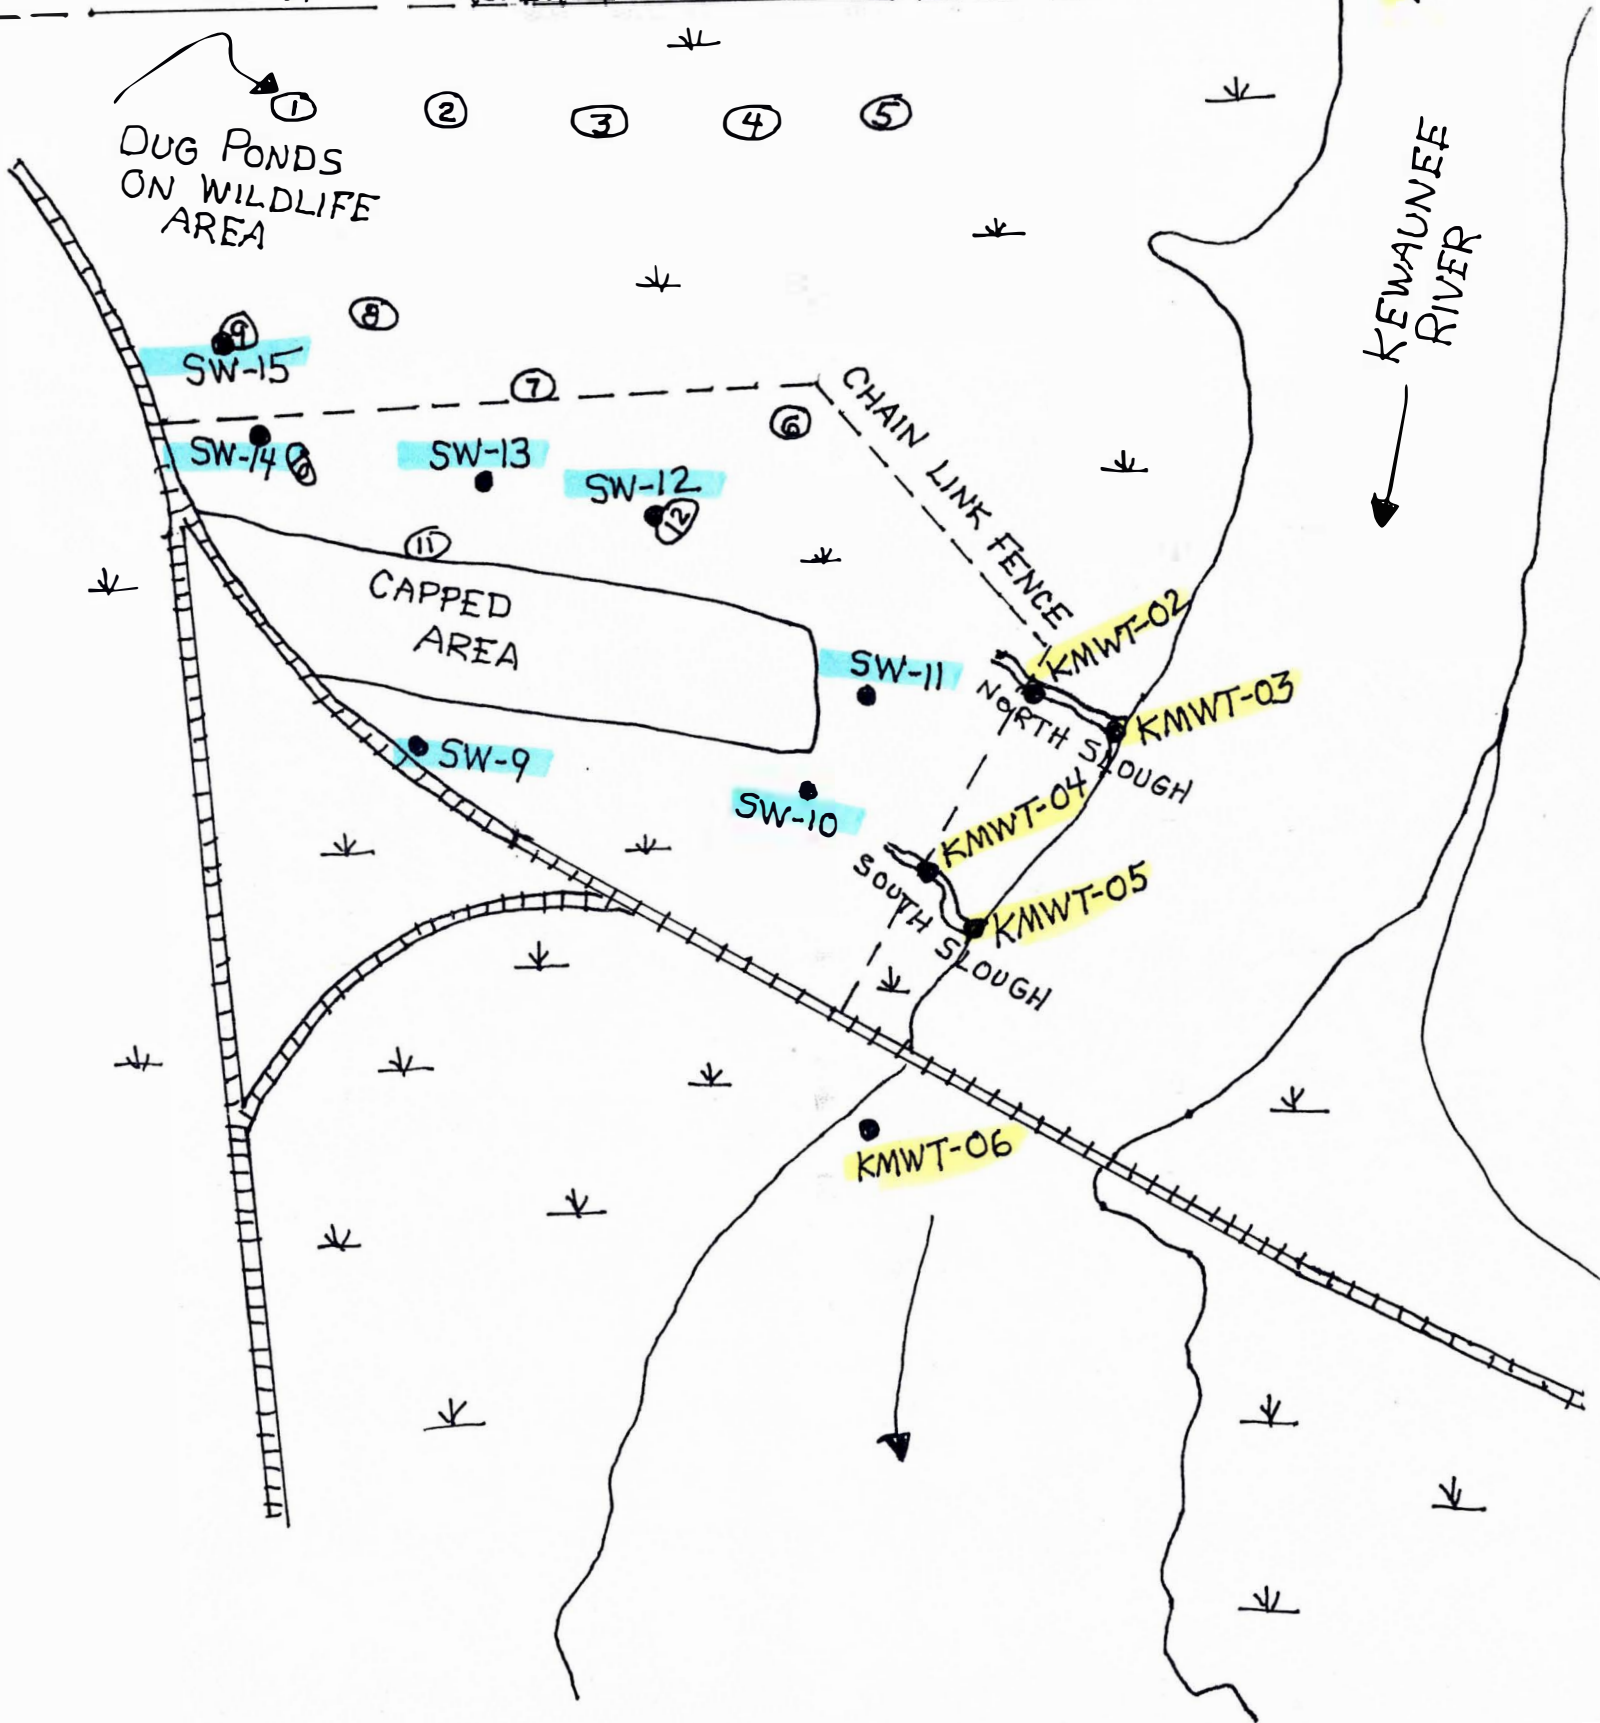 1
2
3
4
5
DUG PONDS
ON WILDLIFE
AREA
KEWAUNEE
RIVER
9
8
SW-15
7
6
CHAIN LINK FENCE
SW-14
SW-13
SW-12
12
11
CAPPED
AREA
SW-11
KMWT-02
NORTH SLOUGH
KMWT-03
SW-9
SW-10
KMWT-04
SOUTH SLOUGH
KMWT-05
KMWT-06